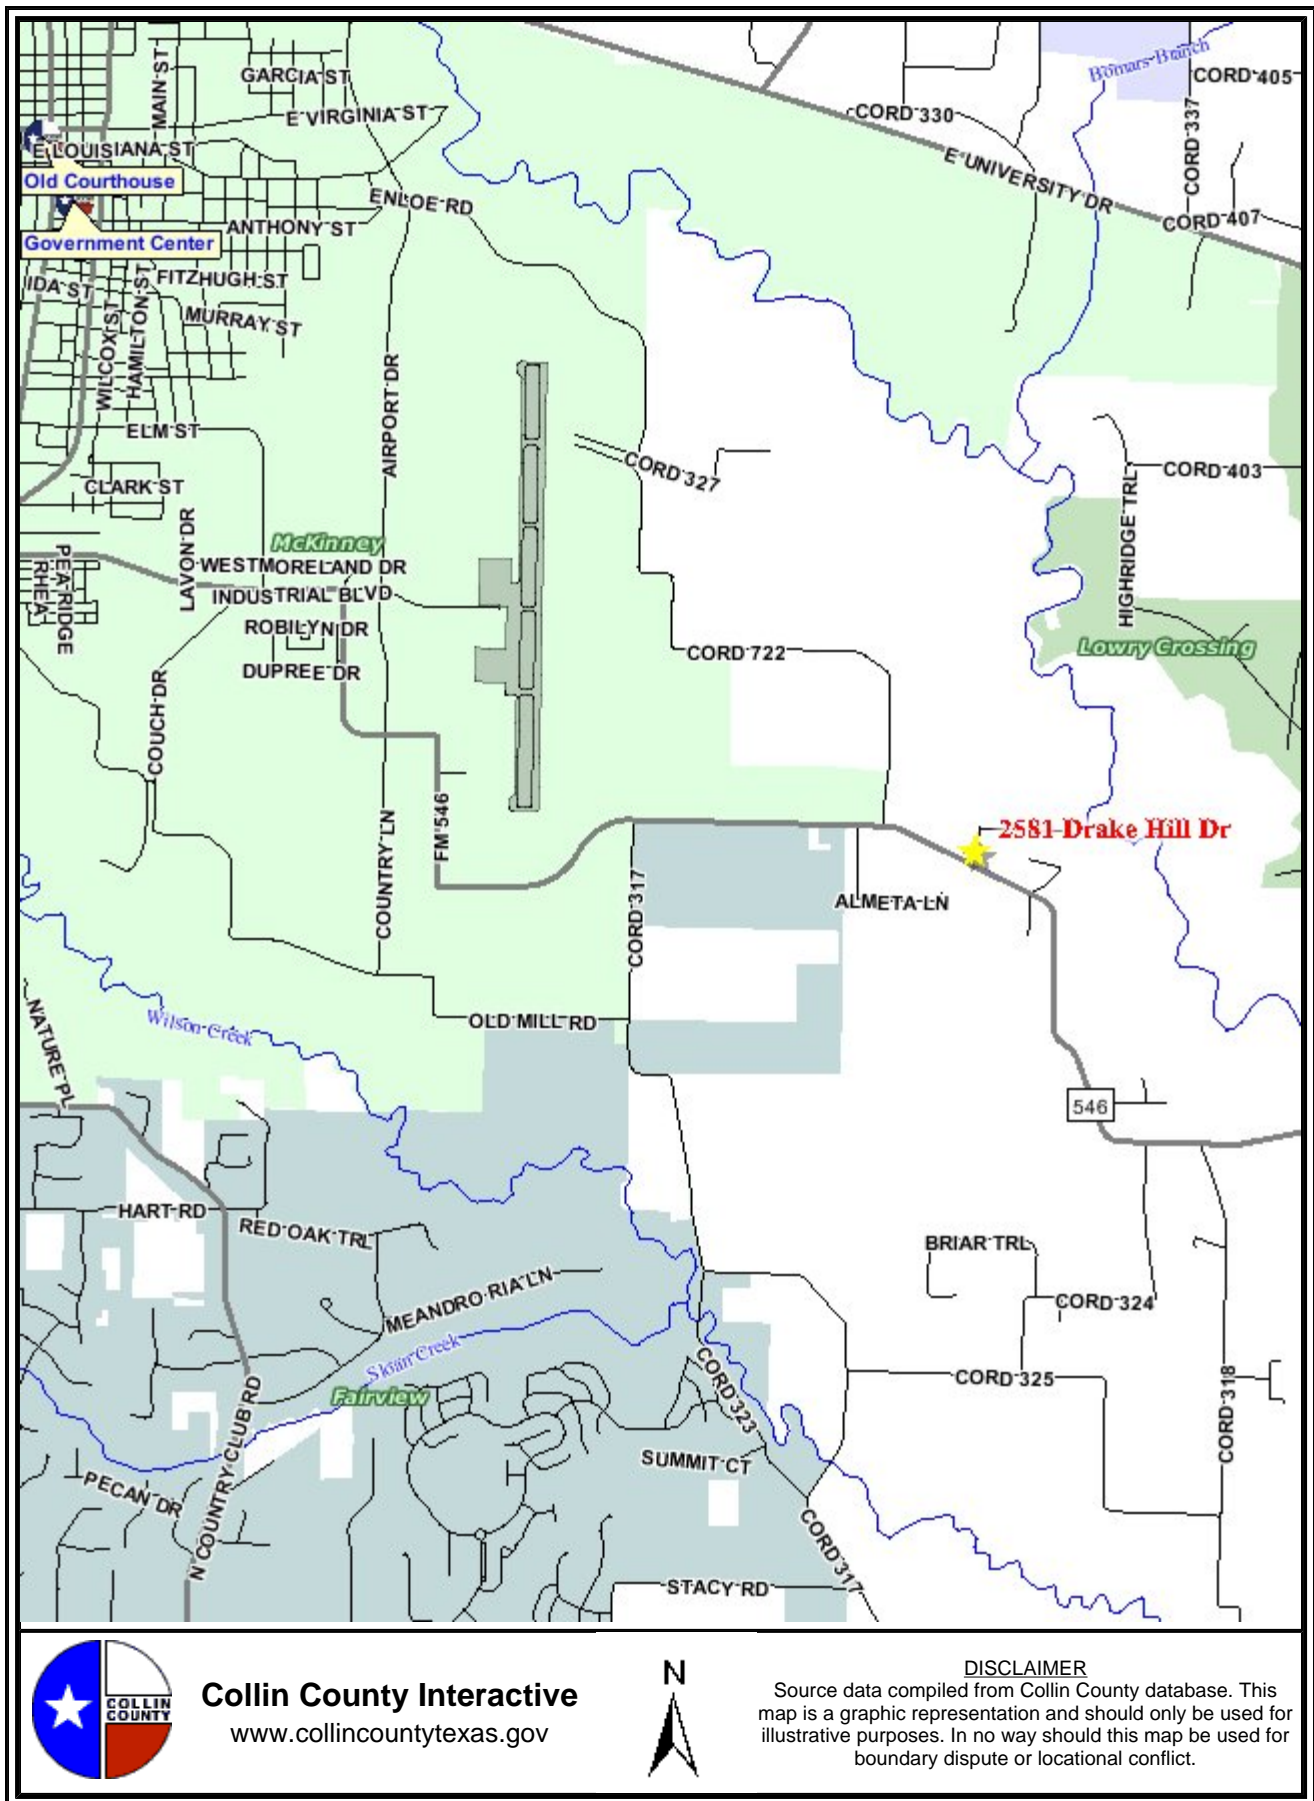 GARCIA ST
MAIN ST
E VIRGINIA ST
E LOUISIANA ST
Old Courthouse
Government Center
ENLOE RD
ANTHONY ST
FITZHUGH ST
IDA ST
MURRAY ST
WILCOX ST
HAMILTON ST
AIRPORT DR
ELM ST
CLARK ST
LAVON DR
McKinney
WESTMORELAND DR
INDUSTRIAL BLVD
PEA RIDGE
RHEA
ROBILYN DR
DUPREE DR
COUCH DR
CORD 330
E UNIVERSITY DR
Bomars Branch
CORD 405
CORD 337
CORD 407
CORD 327
CORD 403
HIGHRIDGE TRL
Lowry Crossing
CORD 722
2581 Drake Hill Dr
FM 546
COUNTRY LN
CORD 317
ALMETA LN
OLD MILL RD
Wilson Creek
NATURE PL
546
HART RD
RED OAK TRL
BRIAR TRL
MEANDRO RIA LN
CORD 324
Sloan Creek
CORD 325
Fairview
CORD 323
CORD 318
N COUNTRY CLUB RD
SUMMIT CT
PECAN DR
CORD 317
STACY RD
COLLIN
COUNTY
Collin County Interactive
www.collincountytexas.gov
N
DISCLAIMER
Source data compiled from Collin County database. This
map is a graphic representation and should only be used for
illustrative purposes. In no way should this map be used for
boundary dispute or locational conflict.